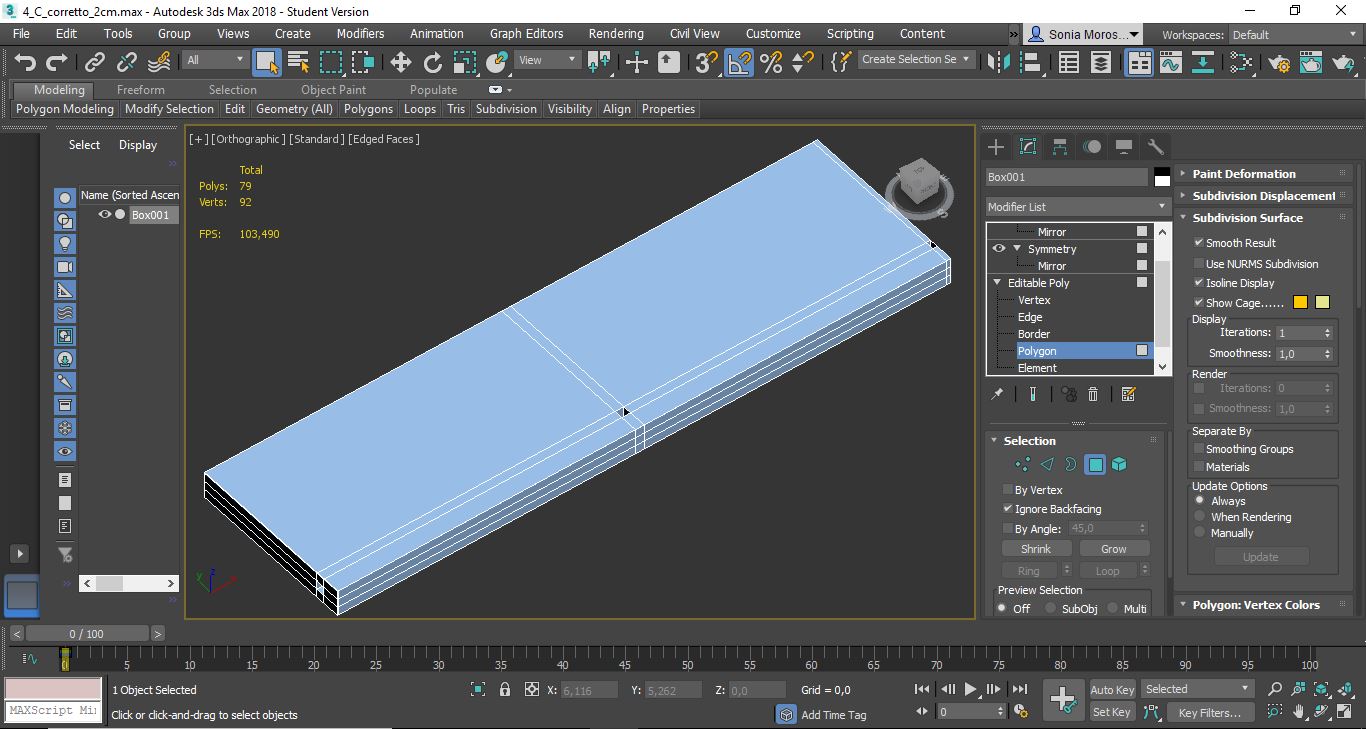 4_C_corretto_2cm.max - Autodesk 3ds Max 2018 - Student Version
File Edit Tools Group Views Create Modifiers Animation Graph Editors Rendering Civil View Customize Scripting Content » Sonia Moros... Workspaces: Default
All View 3 Create Selection Se
Modeling Freeform Selection Object Paint Populate
Polygon Modeling Modify Selection Edit Geometry (All) Polygons Loops Tris Subdivision Visibility Align Properties
Select Display
Name (Sorted Ascen
Box001
[+] [Orthographic] [Standard] [Edged Faces]
Total
Polys: 79
Verts: 92
FPS: 103,490
z
Box001
Modifier List
Mirror
Symmetry
Mirror
Editable Poly
Vertex
Edge
Border
Polygon
Element
Selection
By Vertex
Ignore Backfacing
By Angle: 45,0
Shrink Grow
Ring Loop
Preview Selection
Off SubObj Multi
Paint Deformation
Subdivision Displacement
Subdivision Surface
Smooth Result
Use NURMS Subdivision
Isoline Display
Show Cage......
Display
Iterations: 1
Smoothness: 1,0
Render
Iterations: 0
Smoothness: 1,0
Separate By
Smoothing Groups
Materials
Update Options
Always
When Rendering
Manually
Update
Polygon: Vertex Colors
< 0 / 100 >
0 5 10 15 20 25 30 35 40 45 50 55 60 65 70 75 80 85 90 95 100
1 Object Selected X: 6,116 Y: 5,262 Z: 0,0 Grid = 0,0 Auto Key Selected
MAXScript Mi Click or click-and-drag to select objects Add Time Tag 0 Set Key Key Filters...